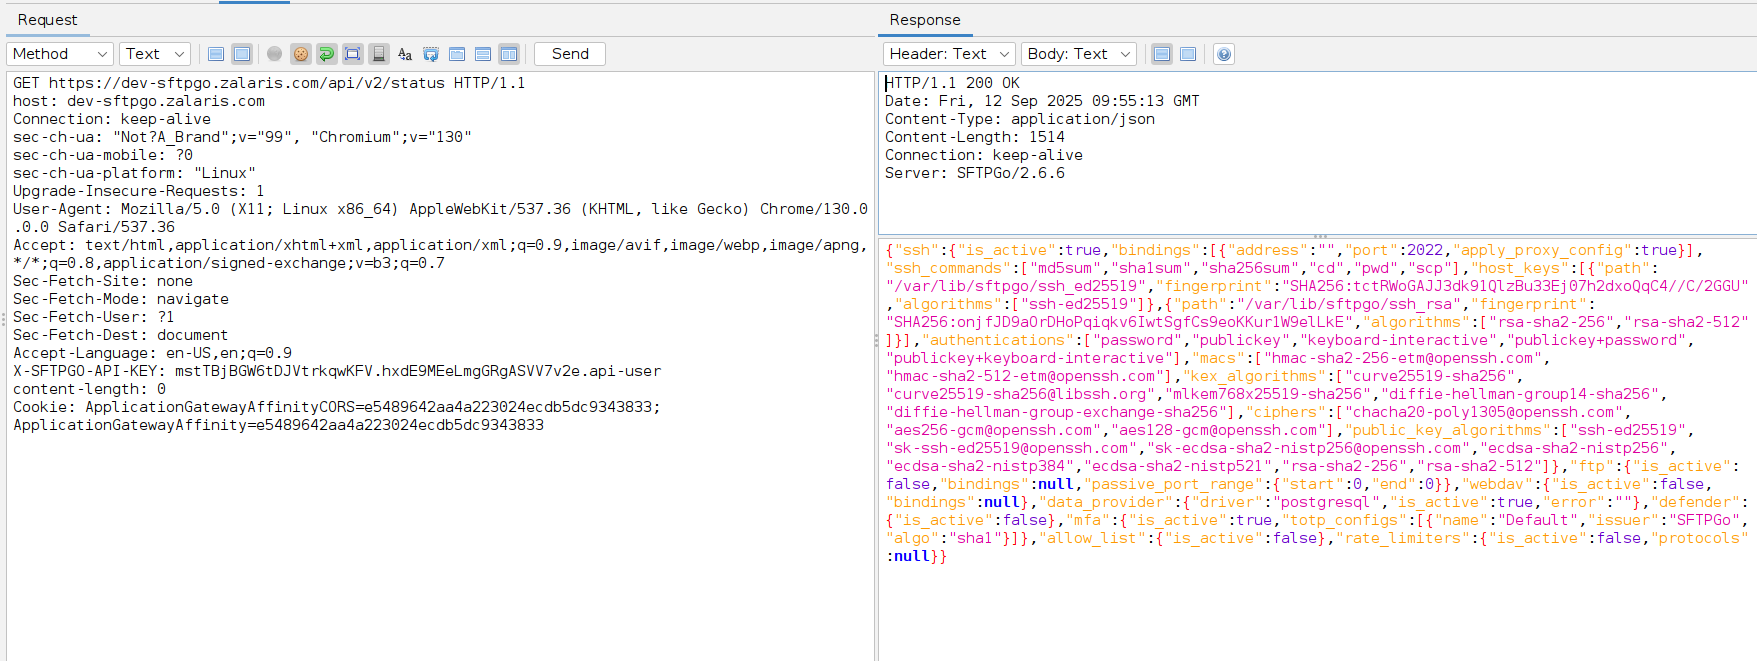 Request
Method Text Send
GET https://dev-sftpgo.zalaris.com/api/v2/status HTTP/1.1
host: dev-sftpgo.zalaris.com
Connection: keep-alive
sec-ch-ua: "Not?A_Brand";v="99", "Chromium";v="130"
sec-ch-ua-mobile: ?0
sec-ch-ua-platform: "Linux"
Upgrade-Insecure-Requests: 1
User-Agent: Mozilla/5.0 (X11; Linux x86_64) AppleWebKit/537.36 (KHTML, like Gecko) Chrome/130.0
.0.0 Safari/537.36
Accept: text/html,application/xhtml+xml,application/xml;q=0.9,image/avif,image/webp,image/apng,
*/*;q=0.8,application/signed-exchange;v=b3;q=0.7
Sec-Fetch-Site: none
Sec-Fetch-Mode: navigate
Sec-Fetch-User: ?1
Sec-Fetch-Dest: document
Accept-Language: en-US,en;q=0.9
X-SFTPGO-API-KEY: mstTBjBGW6tDJVtrkqwKFV.hxdE9MEeLmgGRgASVV7v2e.api-user
content-length: 0
Cookie: ApplicationGatewayAffinityCORS=e5489642aa4a223024ecdb5dc9343833;
ApplicationGatewayAffinity=e5489642aa4a223024ecdb5dc9343833
Response
Header: Text Body: Text
HTTP/1.1 200 OK
Date: Fri, 12 Sep 2025 09:55:13 GMT
Content-Type: application/json
Content-Length: 1514
Connection: keep-alive
Server: SFTPGo/2.6.6
{"ssh":{"is_active":true,"bindings":[{"address":"","port":2022,"apply_proxy_config":true}],
"ssh_commands":["md5sum","sha1sum","sha256sum","cd","pwd","scp"],"host_keys":[{"path":
"/var/lib/sftpgo/ssh_ed25519","fingerprint":"SHA256:tctRWoGAJJ3dk91QlzBu33Ej07h2dxoQqC4//C/2GGU"
,"algorithms":["ssh-ed25519"]},{"path":"/var/lib/sftpgo/ssh_rsa","fingerprint":
"SHA256:onjfJD9aOrDHoPqiqkv6IwtSgfCs9eoKKur1W9elLkE","algorithms":["rsa-sha2-256","rsa-sha2-512"
]}],"authentications":["password","publickey","keyboard-interactive","publickey+password",
"publickey+keyboard-interactive"],"macs":["hmac-sha2-256-etm@openssh.com",
"hmac-sha2-512-etm@openssh.com"],"kex_algorithms":["curve25519-sha256",
"curve25519-sha256@libssh.org","mlkem768x25519-sha256","diffie-hellman-group14-sha256",
"diffie-hellman-group-exchange-sha256"],"ciphers":["chacha20-poly1305@openssh.com",
"aes256-gcm@openssh.com","aes128-gcm@openssh.com"],"public_key_algorithms":["ssh-ed25519",
"sk-ssh-ed25519@openssh.com","sk-ecdsa-sha2-nistp256@openssh.com","ecdsa-sha2-nistp256",
"ecdsa-sha2-nistp384","ecdsa-sha2-nistp521","rsa-sha2-256","rsa-sha2-512"]},"ftp":{"is_active":
false,"bindings":null,"passive_port_range":{"start":0,"end":0}},"webdav":{"is_active":false,
"bindings":null},"data_provider":{"driver":"postgresql","is_active":true,"error":""},"defender":
{"is_active":false},"mfa":{"is_active":true,"totp_configs":[{"name":"Default","issuer":"SFTPGo",
"algo":"sha1"}]},"allow_list":{"is_active":false},"rate_limiters":{"is_active":false,"protocols"
:null}}